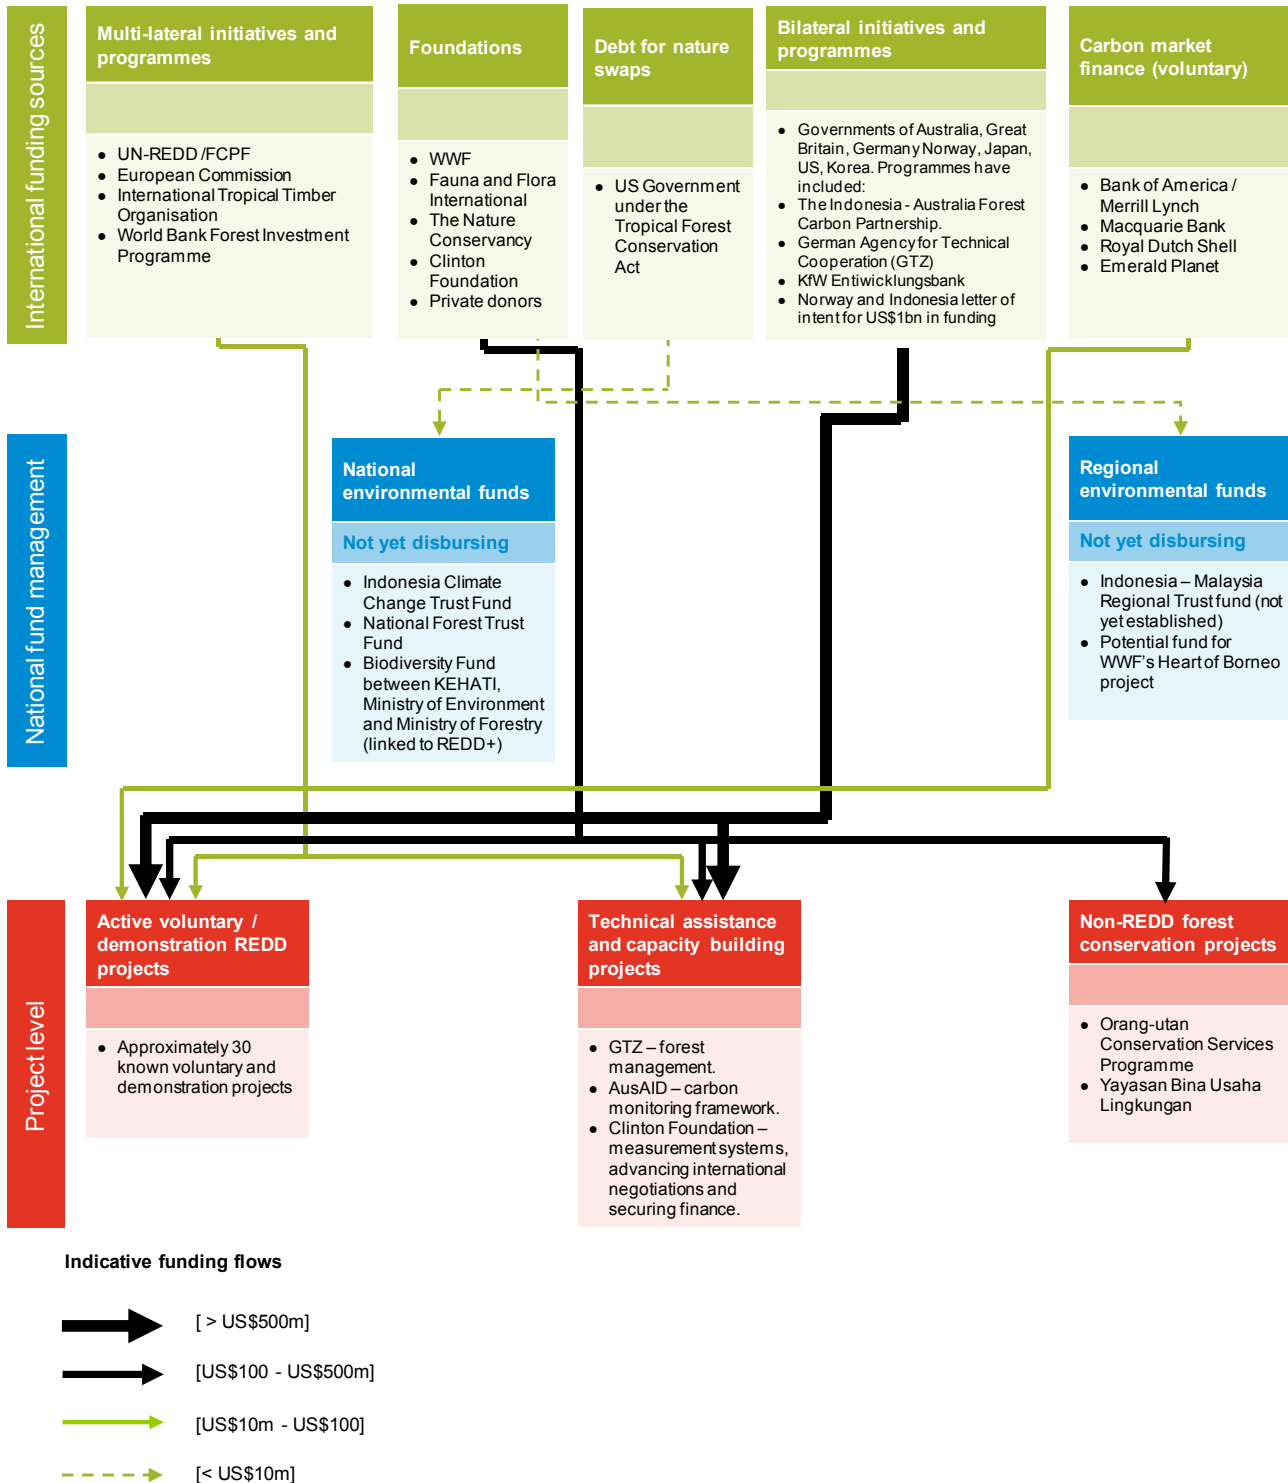 International funding sources
Multi-lateral initiatives and
programmes
● UN-REDD /FCPF
● European Commission
● International Tropical Timber
Organisation
● World Bank Forest Investment
Programme
Foundations
● WWF
● Fauna and Flora
International
● The Nature
Conservancy
● Clinton
Foundation
● Private donors
Debt for nature
swaps
● US Government
under the
Tropical Forest
Conservation
Act
Bilateral initiatives and
programmes
● Governments of Australia, Great
Britain, Germany Norway, Japan,
US, Korea. Programmes have
included:
● The Indonesia - Australia Forest
Carbon Partnership.
● German Agency for Technical
Cooperation (GTZ)
● KfW Entiwicklungsbank
● Norway and Indonesia letter of
intent for US$1bn in funding
Carbon market
finance (voluntary)
● Bank of America /
Merrill Lynch
● Macquarie Bank
● Royal Dutch Shell
● Emerald Planet
National fund management
National
environmental funds
Not yet disbursing
● Indonesia Climate
Change Trust Fund
● National Forest Trust
Fund
● Biodiversity Fund
between KEHATI,
Ministry of Environment
and Ministry of Forestry
(linked to REDD+)
Regional
environmental funds
Not yet disbursing
● Indonesia – Malaysia
Regional Trust fund (not
yet established)
● Potential fund for
WWF's Heart of Borneo
project
Project level
Active voluntary /
demonstration REDD
projects
● Approximately 30
known voluntary and
demonstration projects
Technical assistance
and capacity building
projects
● GTZ – forest
management.
● AusAID – carbon
monitoring framework.
● Clinton Foundation –
measurement systems,
advancing international
negotiations and
securing finance.
Non-REDD forest
conservation projects
● Orang-utan
Conservation Services
Programme
● Yayasan Bina Usaha
Lingkungan
Indicative funding flows
[ > US$500m]
[US$100 - US$500m]
[US$10m - US$100]
[< US$10m]